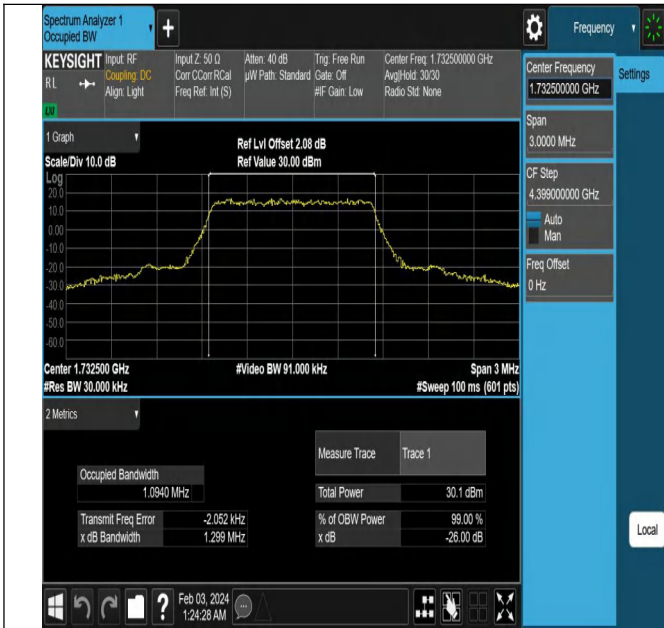 Spectrum Analyzer 1
Occupied BW
+
Frequency
KEYSIGHT
RL
LXI
Input: RF
Coupling: DC
Align: Light
Input Z: 50 Ω
Corr CCorr RCal
Freq Ref: Int (S)
Atten: 40 dB
µW Path: Standard
Trig: Free Run
Gate: Off
#IF Gain: Low
Center Freq: 1.732500000 GHz
Avg|Hold: 30/30
Radio Std: None
Center Frequency
1.732500000 GHz
Settings
Span
3.0000 MHz
CF Step
4.399000000 GHz
Auto
Man
Freq Offset
0 Hz
1 Graph
Scale/Div 10.0 dB
Ref Lvl Offset 2.08 dB
Ref Value 30.00 dBm
Log
20.0
10.0
0.00
-10.0
-20.0
-30.0
-40.0
-50.0
-60.0
Center 1.732500 GHz
#Res BW 30.000 kHz
#Video BW 91.000 kHz
Span 3 MHz
#Sweep 100 ms (601 pts)
2 Metrics
Occupied Bandwidth
1.0940 MHz
Transmit Freq Error -2.052 kHz
x dB Bandwidth 1.299 MHz
Measure Trace Trace 1
Total Power 30.1 dBm
% of OBW Power 99.00 %
x dB -26.00 dB
Local
?
Feb 03, 2024
1:24:28 AM